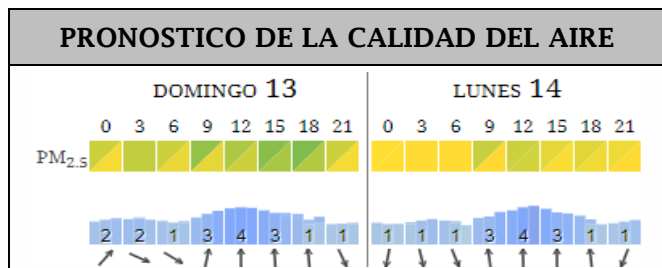 PRONOSTICO DE LA CALIDAD DEL AIRE
DOMINGO 13 LUNES 14
0 3 6 9 12 15 18 21 0 3 6 9 12 15 18 21
PM2.5
2 2 1 3 4 3 1 1 1 1 1 3 4 3 1 1